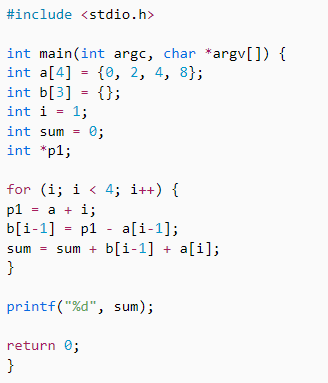 #include <stdio.h>
int main(int argc, char *argv[]) {
int a[4] = {0, 2, 4, 8};
int b[3] = {};
int i = 1;
int sum = 0;
int *p1;
for (i; i < 4; i++) {
p1 = a + i;
b[i-1] = p1 - a[i-1];
sum = sum + b[i-1] + a[i];
}
printf("%d", sum);
return 0;
}